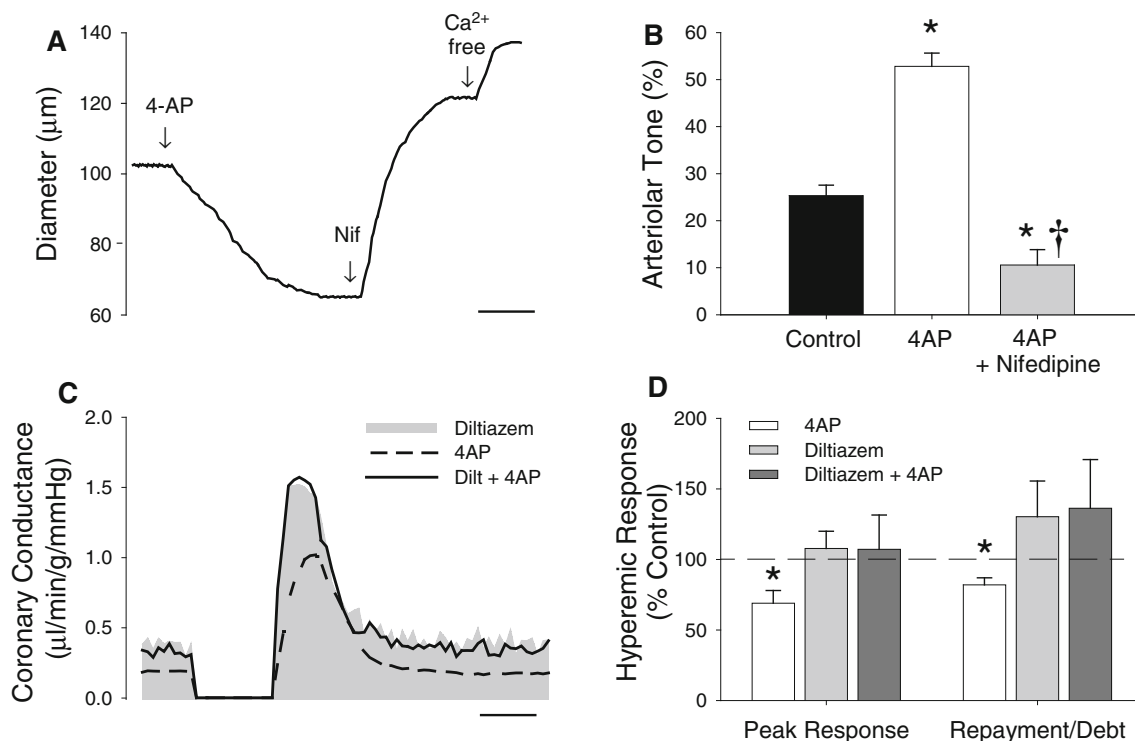 A
Diameter (μm)
140
120
100
80
60
4-AP
↓
Nif
↓
Ca²⁺
free
↓
B
Arteriolar Tone (%)
60
50
40
30
20
10
0
*
* †
Control
4AP
4AP
+ Nifedipine
C
Coronary Conductance
(μl/min/g/mmHg)
2.0
1.5
1.0
0.5
0.0
Diltiazem
4AP
Dilt + 4AP
D
Hyperemic Response
(% Control)
200
150
100
50
0
4AP
Diltiazem
Diltiazem + 4AP
*
*
Peak Response
Repayment/Debt